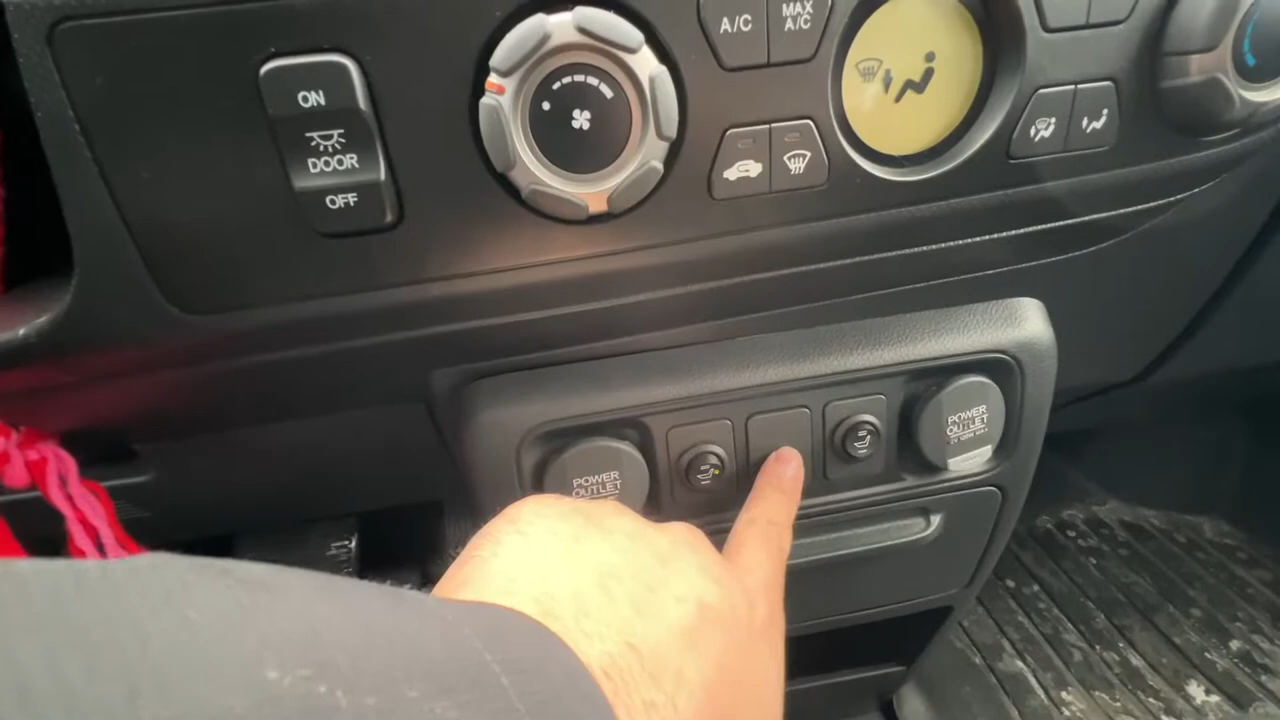 ON
DOOR
OFF
A/C
MAX
A/C
POWER
OUTLET
POWER
OUTLET